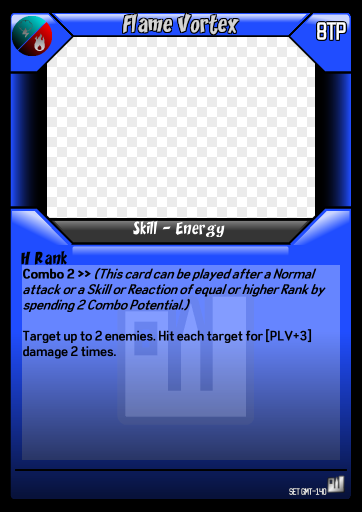 Flame Vortex
8TP
Skill - Energy
H Rank
Combo 2 >> (This card can be played after a Normal
attack or a Skill or Reaction of equal or higher Rank by
spending 2 Combo Potential.)
Target up to 2 enemies. Hit each target for [PLV+3]
damage 2 times.
SET GMT-140